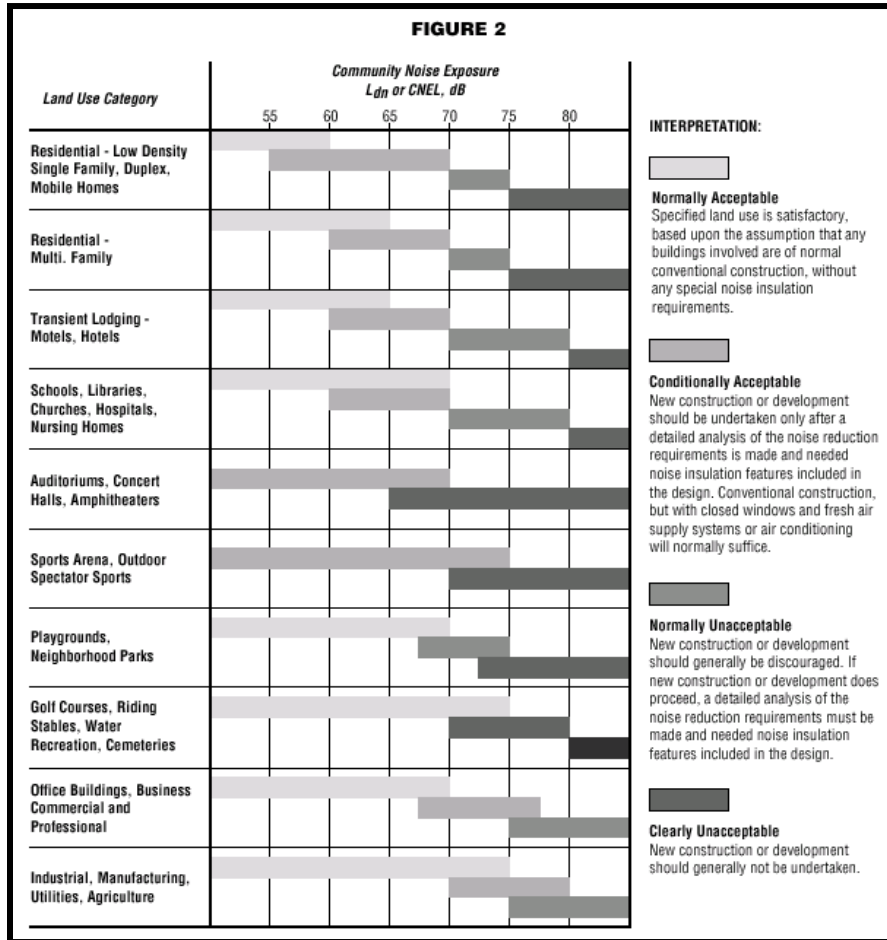 FIGURE 2
Land Use Category
Community Noise Exposure
Ldn or CNEL, dB
55 60 65 70 75 80
Residential - Low Density
Single Family, Duplex,
Mobile Homes
Residential -
Multi. Family
Transient Lodging -
Motels, Hotels
Schools, Libraries,
Churches, Hospitals,
Nursing Homes
Auditoriums, Concert
Halls, Amphitheaters
Sports Arena, Outdoor
Spectator Sports
Playgrounds,
Neighborhood Parks
Golf Courses, Riding
Stables, Water
Recreation, Cemeteries
Office Buildings, Business
Commercial and
Professional
Industrial, Manufacturing,
Utilities, Agriculture
INTERPRETATION:
Normally Acceptable
Specified land use is satisfactory,
based upon the assumption that any
buildings involved are of normal
conventional construction, without
any special noise insulation
requirements.
Conditionally Acceptable
New construction or development
should be undertaken only after a
detailed analysis of the noise reduction
requirements is made and needed
noise insulation features included in
the design. Conventional construction,
but with closed windows and fresh air
supply systems or air conditioning
will normally suffice.
Normally Unacceptable
New construction or development
should generally be discouraged. If
new construction or development does
proceed, a detailed analysis of the
noise reduction requirements must be
made and needed noise insulation
features included in the design.
Clearly Unacceptable
New construction or development
should generally not be undertaken.